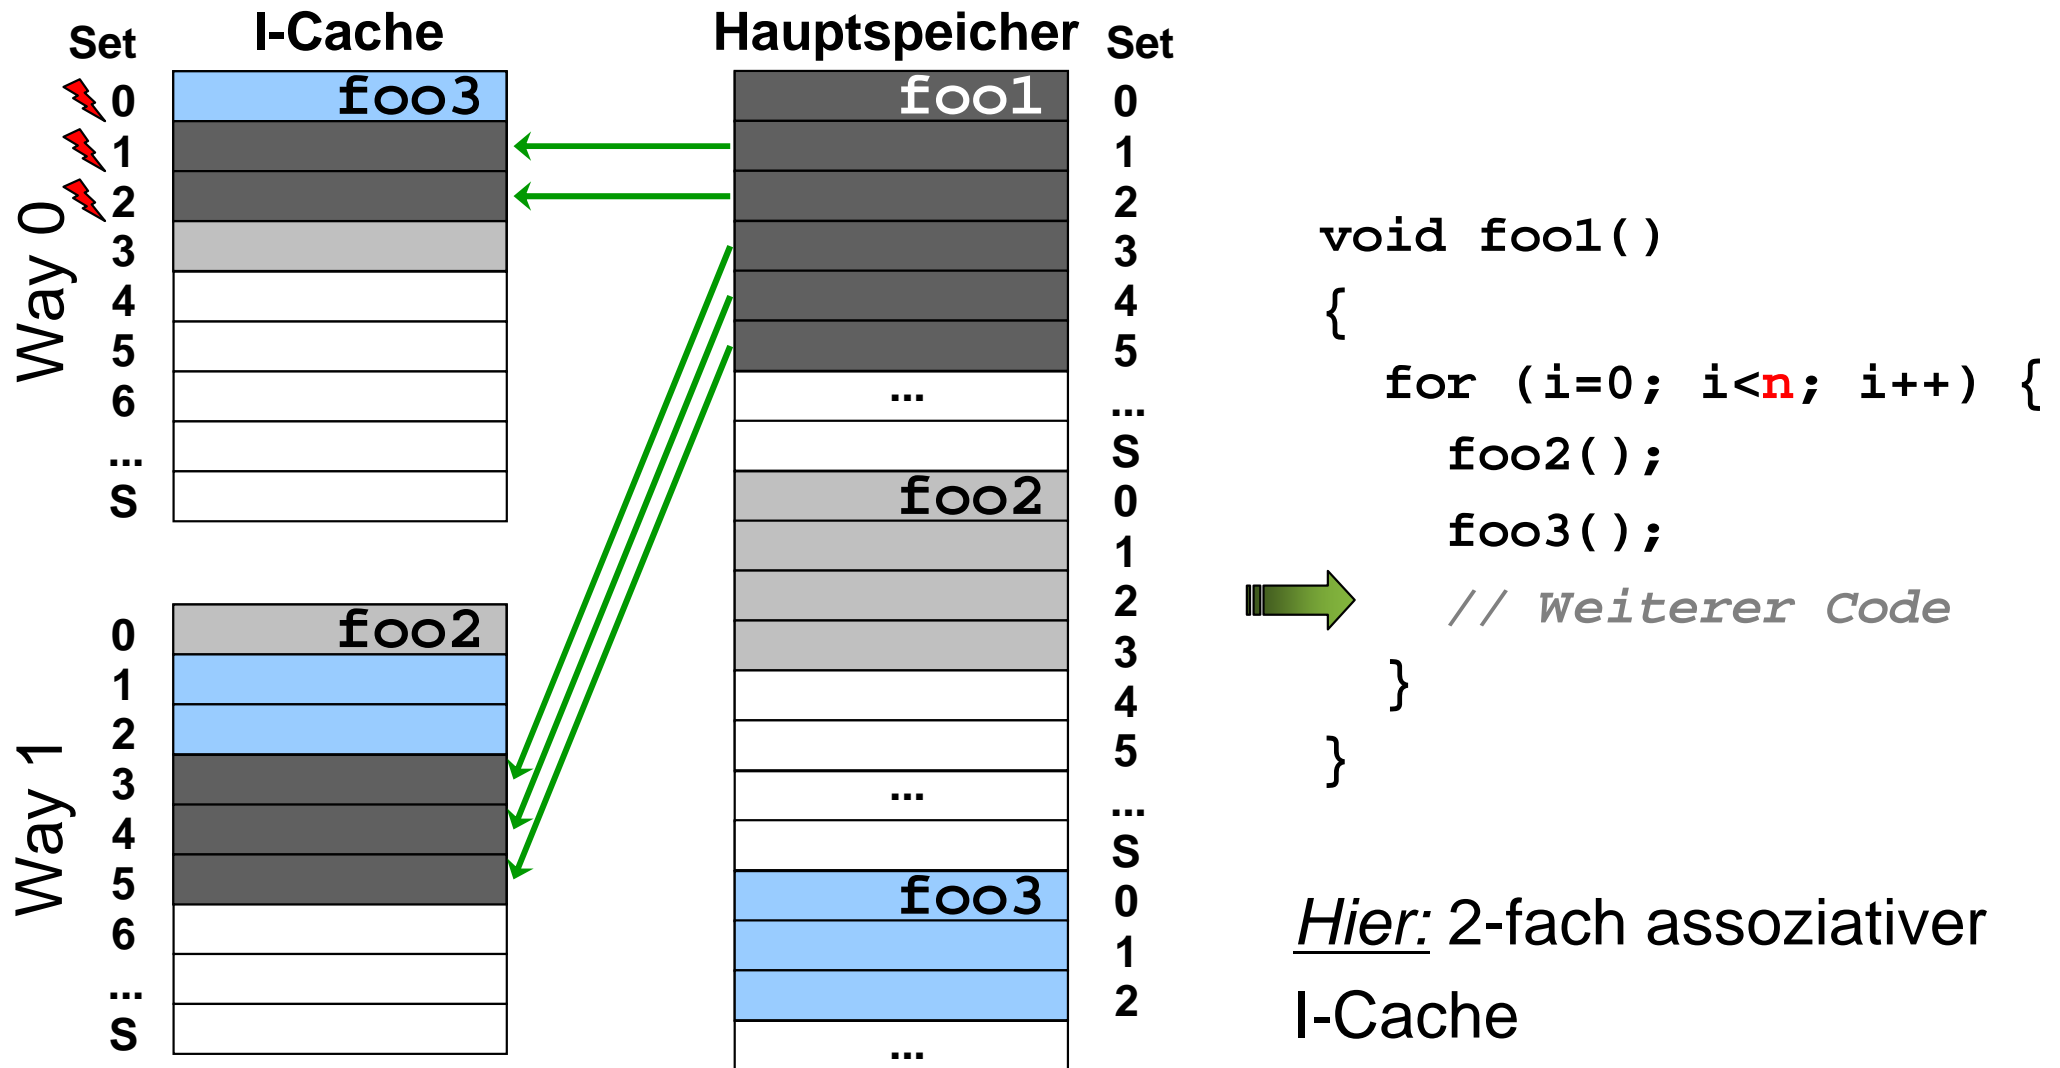 I-Cache
Set
foo3
0
1
2
3
4
5
6
...
S
Way 0
foo2
0
1
2
3
4
5
6
...
S
Way 1
Hauptspeicher
Set
foo1
0
1
2
3
4
5
...
...
S
foo2
0
1
2
3
4
5
...
...
S
foo3
0
1
2
...
void foo1()
{
for (i=0; i<n; i++) {
foo2();
foo3();
// Weiterer Code
}
}
Hier: 2-fach assoziativer
I-Cache